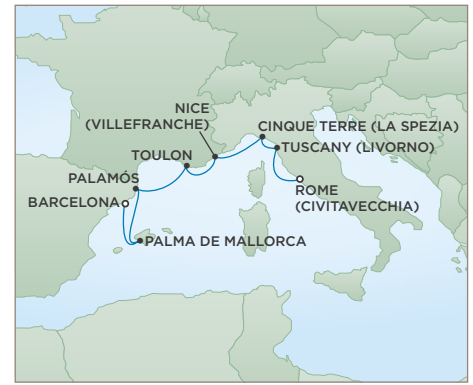 NICE
(VILLEFRANCHE)
CINQUE TERRE (LA SPEZIA)
TUSCANY (LIVORNO)
TOULON
PALAMÓS
ROME
(CIVITAVECCHIA)
BARCELONA
PALMA DE MALLORCA